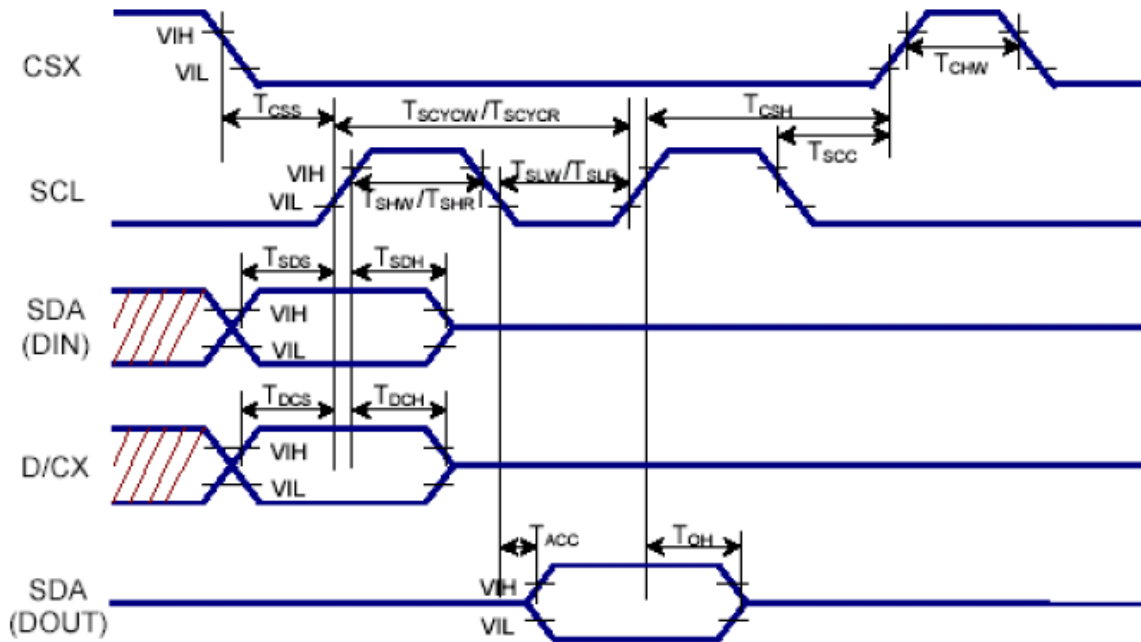 VIH
CSX
VIL
TCHW
TCSS
TSCYCW/TSCYCR
TCSH
TSCC
VIH
TSLW/TSLR
SCL
VIL
TSHW/TSHR
TSDS
TSDH
SDA
(DIN)
VIH
VIL
TDCS
TDCH
D/CX
VIH
VIL
TACC
TOH
SDA
(DOUT)
VIH
VIL